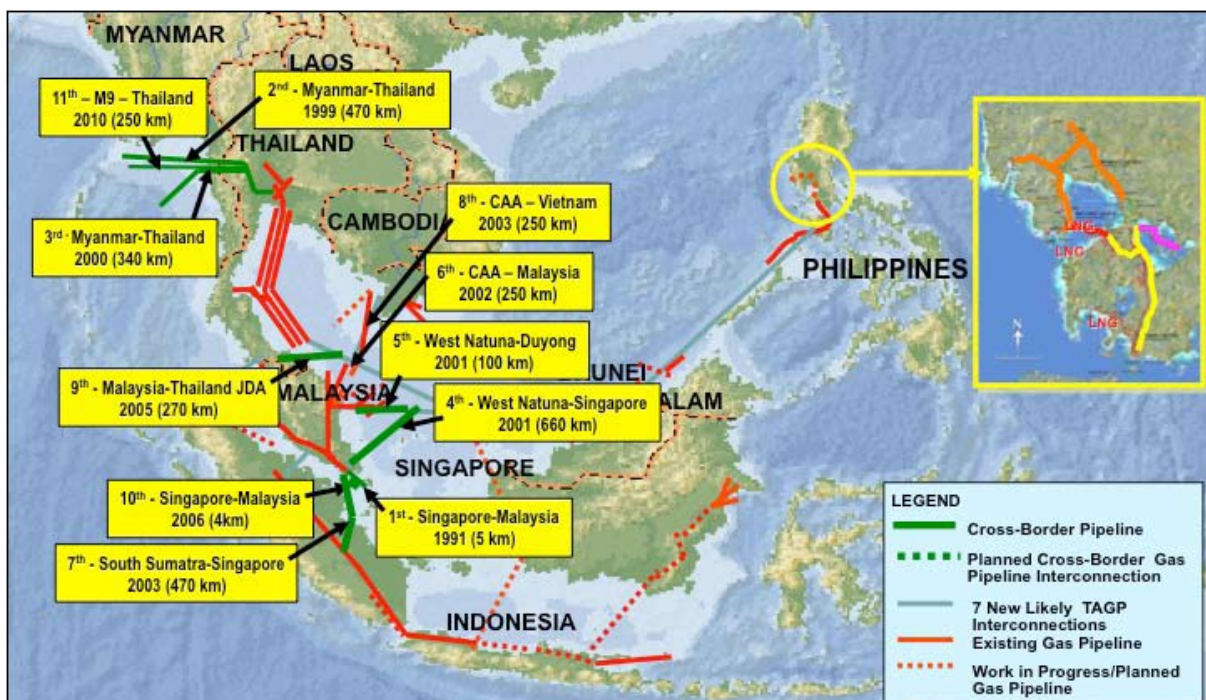 MYANMAR
LAOS
11th – M9 – Thailand
2010 (250 km)
2nd - Myanmar-Thailand
1999 (470 km)
THAILAND
CAMBODI
8th - CAA – Vietnam
2003 (250 km)
3rd - Myanmar-Thailand
2000 (340 km)
6th - CAA – Malaysia
2002 (250 km)
PHILIPPINES
LNG
LNG
LNG
N
5th - West Natuna-Duyong
2001 (100 km)
9th - Malaysia-Thailand JDA
2005 (270 km)
MALAYSIA
4th - West Natuna-Singapore
2001 (660 km)
BRUNEI
ALAM
SINGAPORE
10th - Singapore-Malaysia
2006 (4km)
1st - Singapore-Malaysia
1991 (5 km)
7th - South Sumatra-Singapore
2003 (470 km)
INDONESIA
LEGEND
Cross-Border Pipeline
Planned Cross-Border Gas
Pipeline Interconnection
7 New Likely TAGP
Interconnections
Existing Gas Pipeline
Work in Progress/Planned
Gas Pipeline